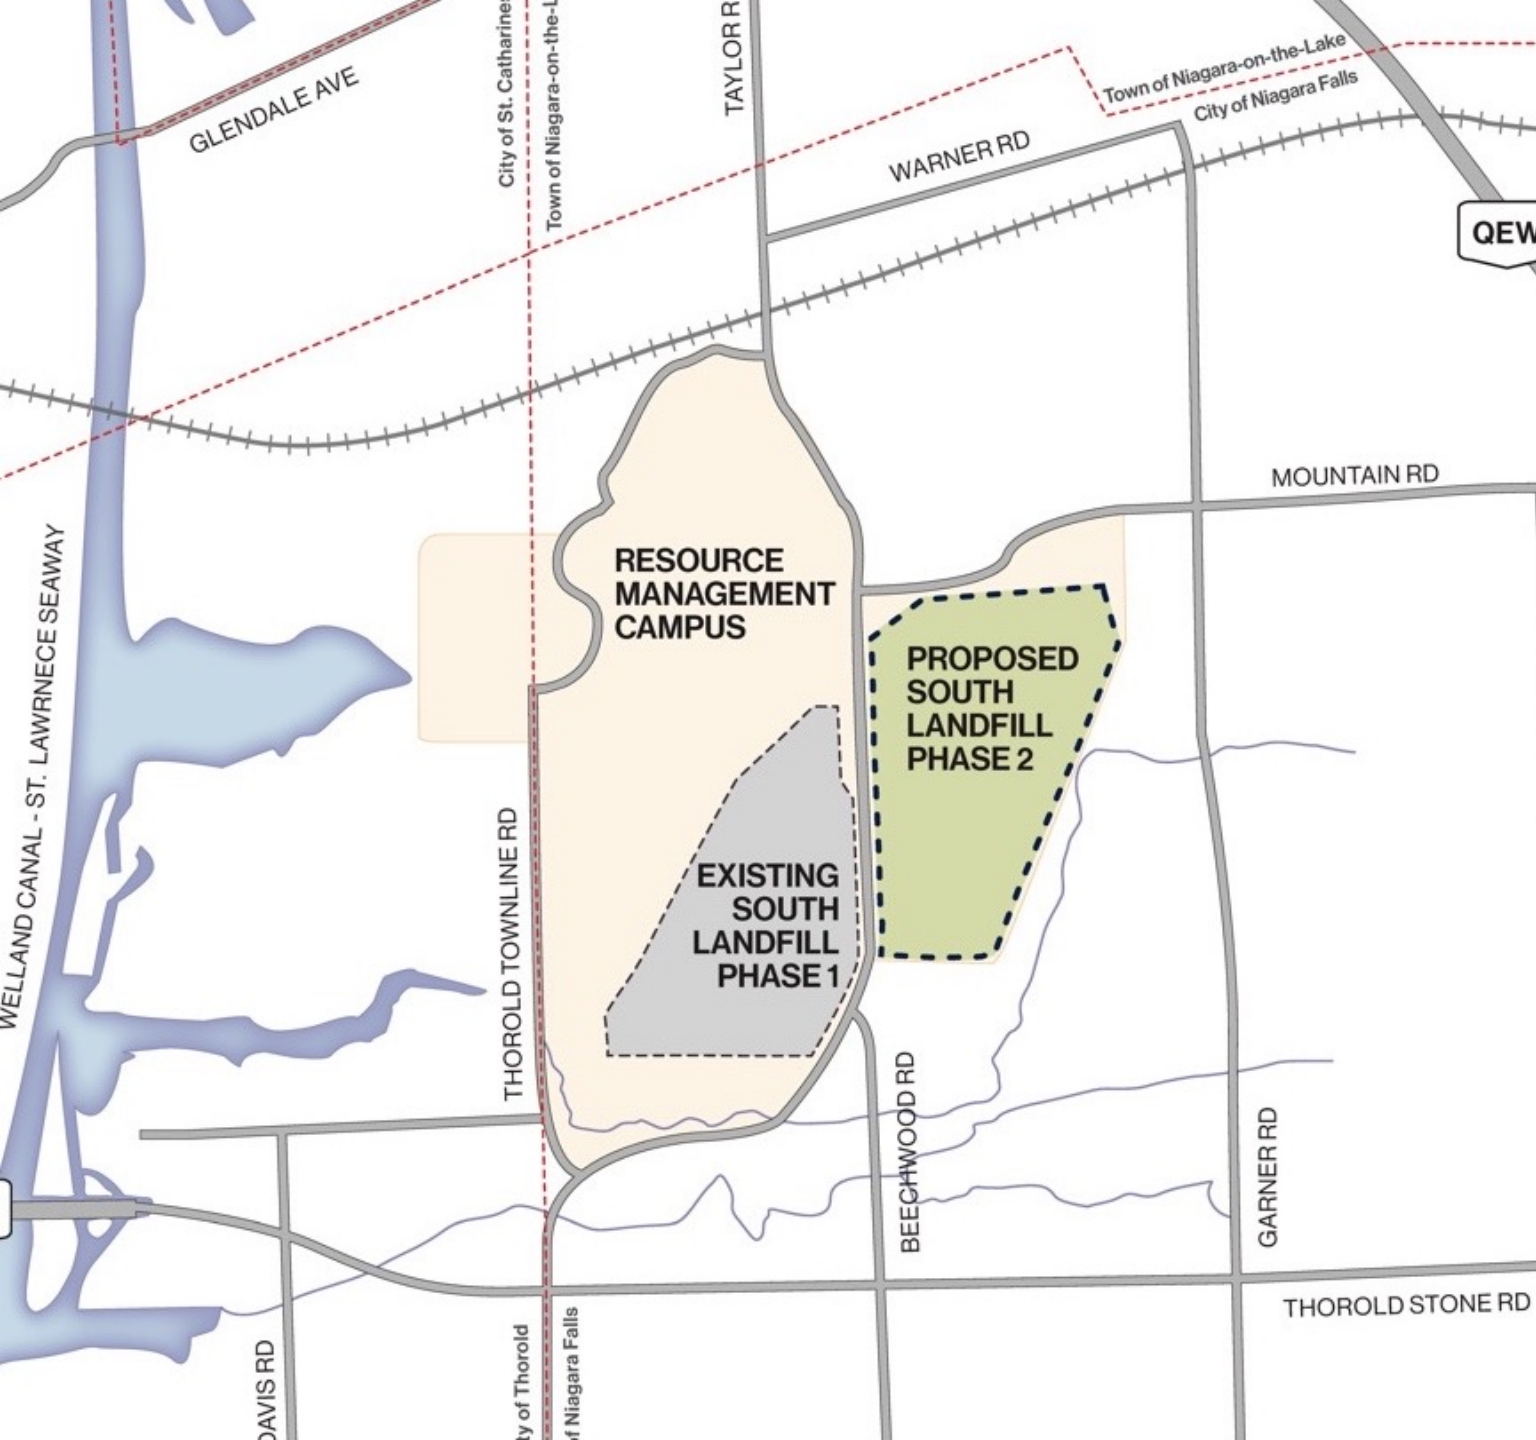 City of St. Catharines
Town of Niagara-on-the-L
TAYLOR R
Town of Niagara-on-the-Lake
City of Niagara Falls
GLENDALE AVE
WARNER RD
QEW
MOUNTAIN RD
WELLAND CANAL - ST. LAWRNECE SEAWAY
RESOURCE
MANAGEMENT
CAMPUS
PROPOSED
SOUTH
LANDFILL
PHASE 2
THOROLD TOWNLINE RD
EXISTING
SOUTH
LANDFILL
PHASE 1
BEECHWOOD RD
GARNER RD
THOROLD STONE RD
DAVIS RD
ty of Thorold
of Niagara Falls